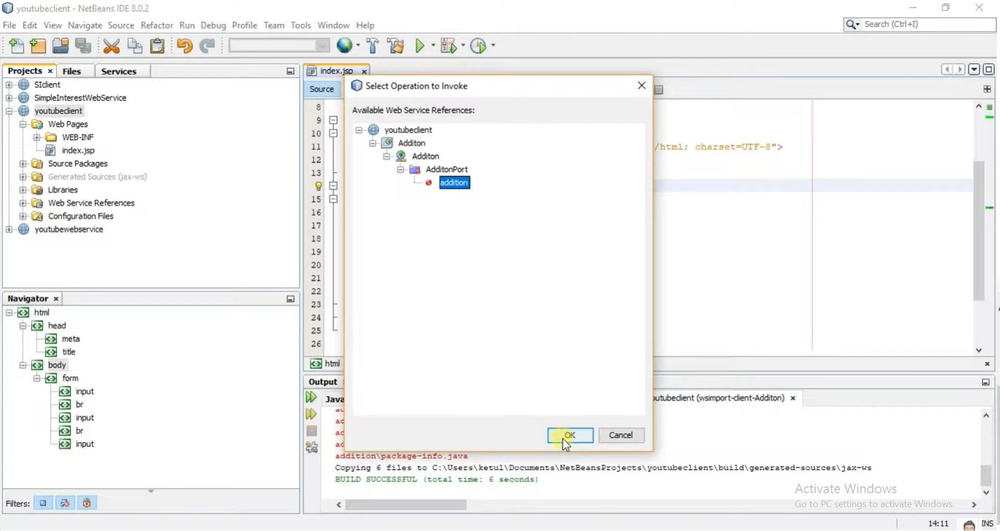 youtubeclient - NetBeans IDE 8.0.2
File Edit View Navigate Source Refactor Run Debug Profile Team Tools Window Help
Search (Ctrl+I)
Projects
Files
Services
SIclient
SimpleInterestWebService
youtubeclient
Web Pages
WEB-INF
index.jsp
Source Packages
Generated Sources (jax-ws)
Libraries
Web Service References
Configuration Files
youtubewebservice
Navigator
html
head
meta
title
body
form
input
br
input
br
input
Filters:
index.jsp
Source
8
9
10
11
12
13
15
16
17
18
19
20
21
22
23
24
25
26
/html; charset=UTF-8">
html
Select Operation to Invoke
Available Web Service References:
youtubeclient
Additon
Additon
AdditonPort
addition
OK
Cancel
Output
Java
utubeclient (wsimport-client-Additon)
addition\package-info.java
Copying 6 files to C:\Users\ketul\Documents\NetBeansProjects\youtubeclient\build\generated-sources\jax-ws
BUILD SUCCESSFUL (total time: 6 seconds)
Activate Windows
Go to PC settings to activate Windows.
14:11
INS